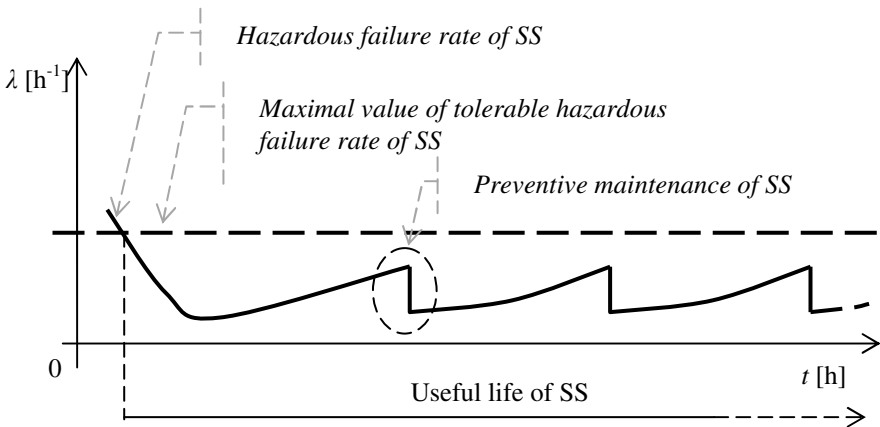 Hazardous failure rate of SS
λ [h-1]
Maximal value of tolerable hazardous
failure rate of SS
Preventive maintenance of SS
0
t [h]
Useful life of SS